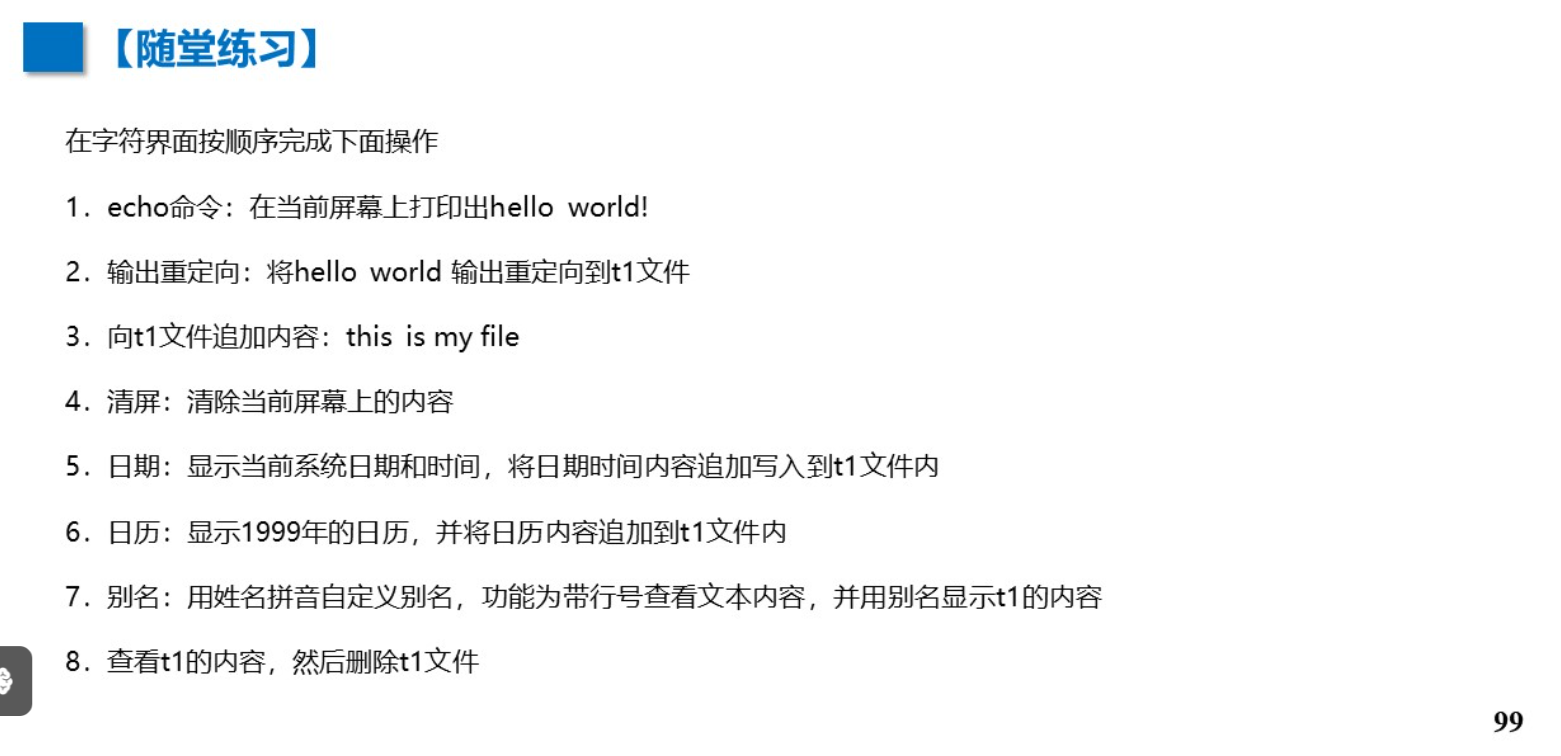 【随堂练习】
在字符界面按顺序完成下面操作
1. echo命令：在当前屏幕上打印出hello world!
2. 输出重定向：将hello world 输出重定向到t1文件
3. 向t1文件追加内容：this is my file
4. 清屏：清除当前屏幕上的内容
5. 日期：显示当前系统日期和时间，将日期时间内容追加写入到t1文件内
6. 日历：显示1999年的日历，并将日历内容追加到t1文件内
7. 别名：用姓名拼音自定义别名，功能为带行号查看文本内容，并用别名显示t1的内容
8. 查看t1的内容，然后删除t1文件
99